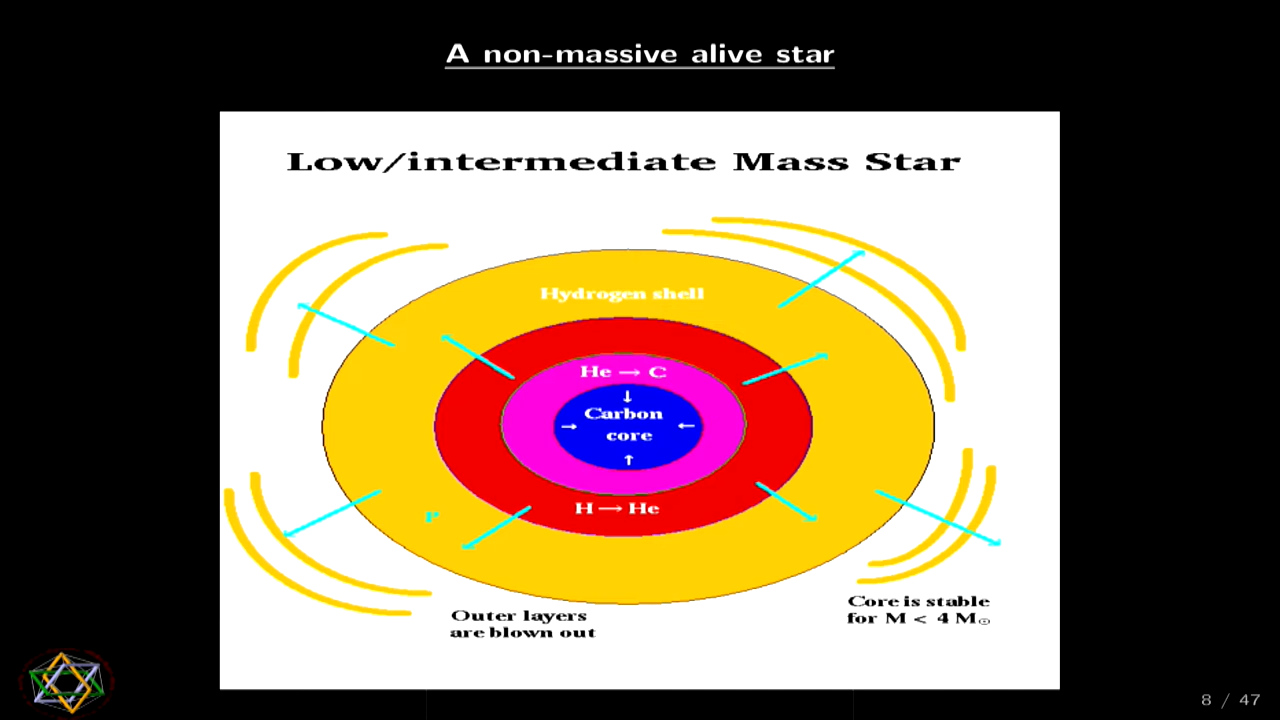 A non-massive alive star
Low/intermediate Mass Star
Hydrogen shell
He → C
Carbon
core
H → He
r
Outer layers
are blown out
Core is stable
for M < 4 M☉
8 / 47